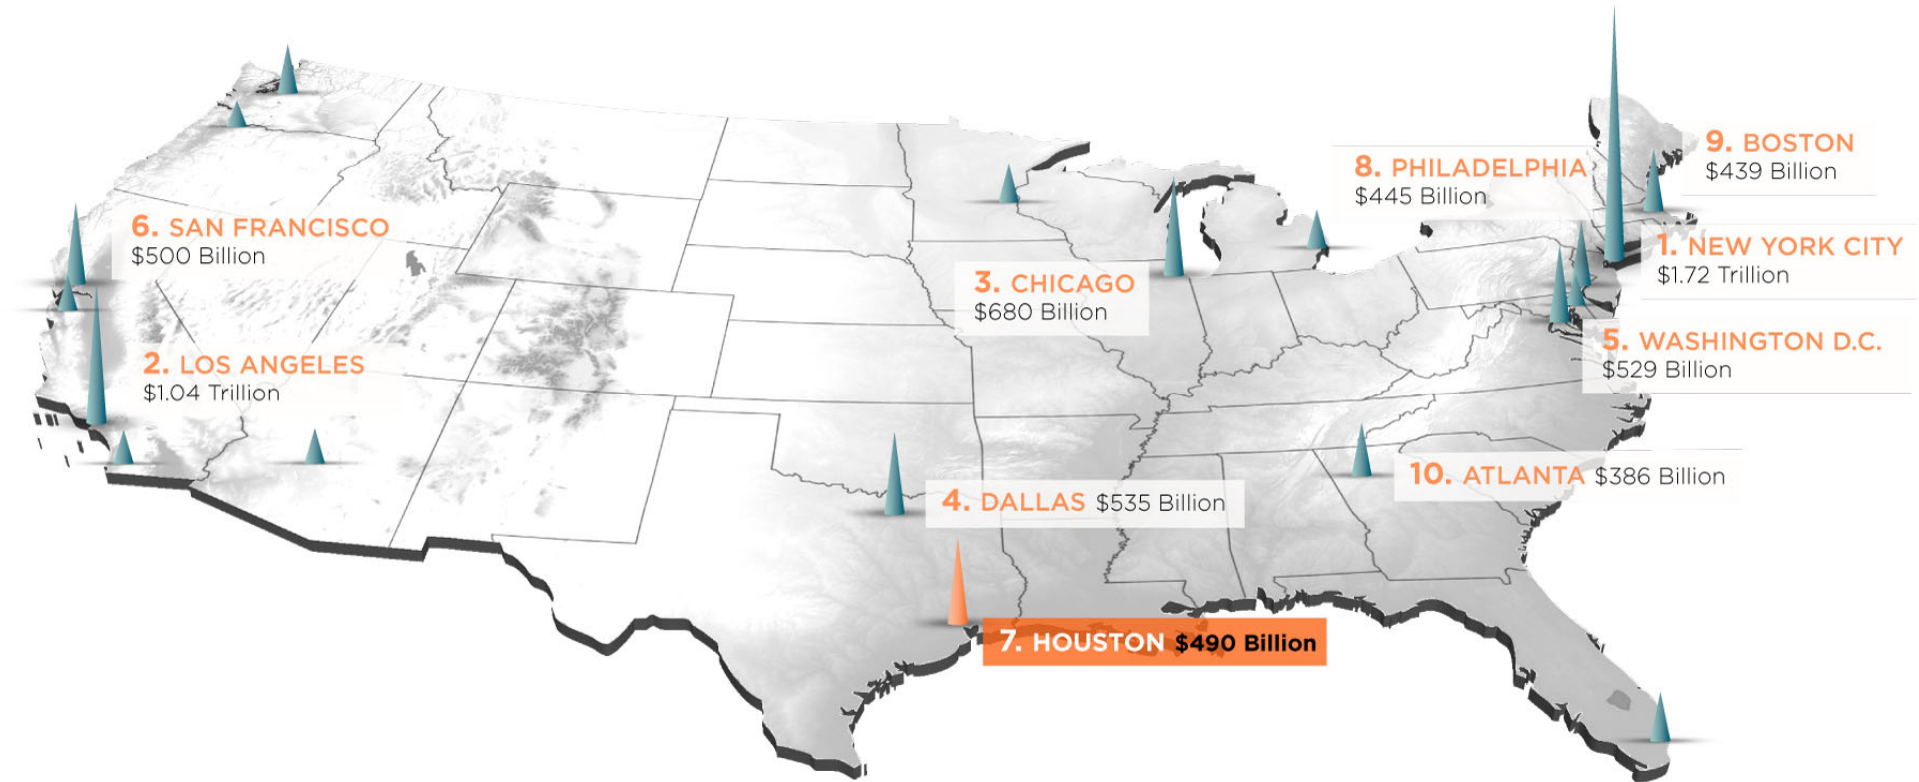 9. BOSTON
$439 Billion
8. PHILADELPHIA
$445 Billion
6. SAN FRANCISCO
$500 Billion
1. NEW YORK CITY
$1.72 Trillion
3. CHICAGO
$680 Billion
5. WASHINGTON D.C.
$529 Billion
2. LOS ANGELES
$1.04 Trillion
10. ATLANTA $386 Billion
4. DALLAS $535 Billion
7. HOUSTON $490 Billion